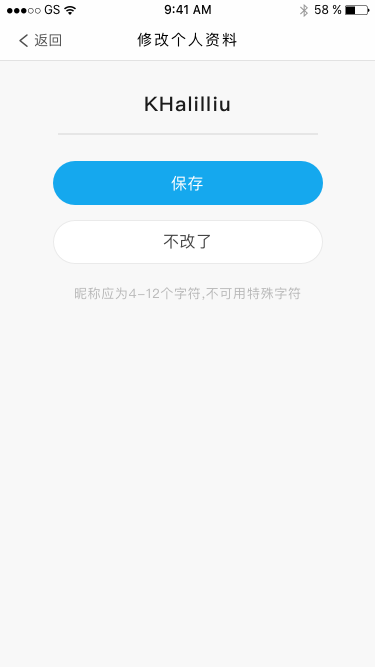 GS 9:41 AM 58 %
返回 修改个人资料
KHalilliu
保存
不改了
昵称应为4-12个字符,不可用特殊字符